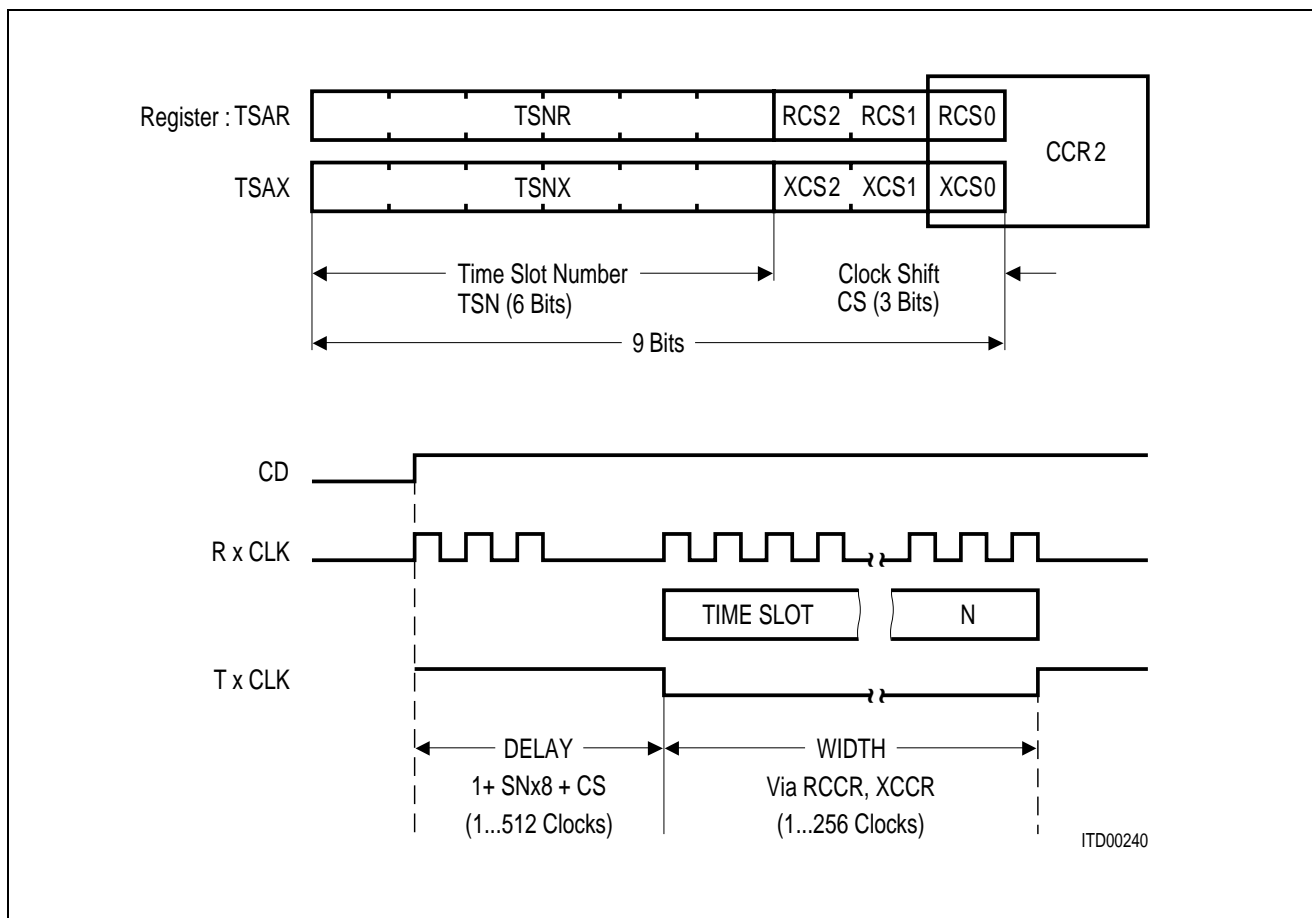 Register : TSAR TSNR RCS2 RCS1 RCS0
CCR2
TSAX TSNX XCS2 XCS1 XCS0
Time Slot Number Clock Shift
TSN (6 Bits) CS (3 Bits)
9 Bits
CD
R x CLK
TIME SLOT N
T x CLK
DELAY WIDTH
1+ SNx8 + CS Via RCCR, XCCR
(1...512 Clocks) (1...256 Clocks)
ITD00240